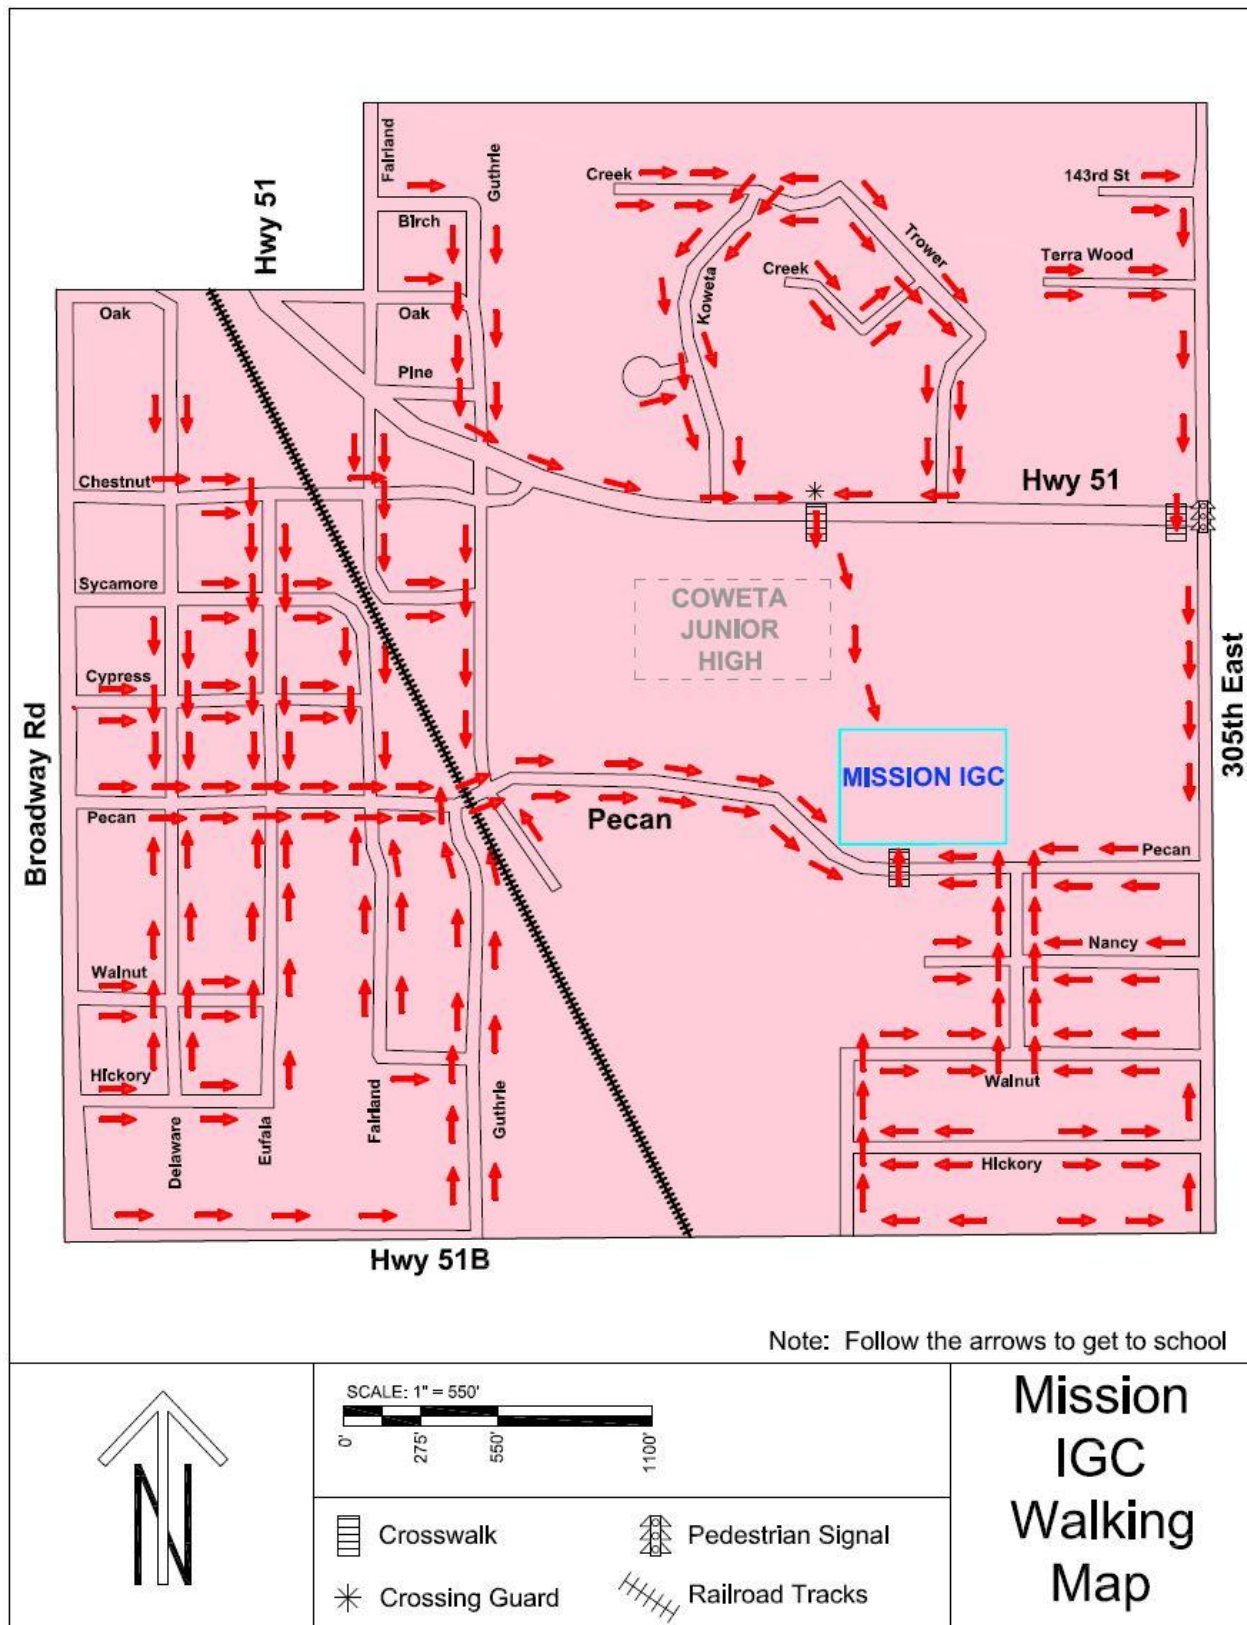 Fairland
Guthrie
Hwy 51
Creek
143rd St
Birch
Trower
Terra Wood
Creek
Koweta
Oak
Oak
Pine
Chestnut
Hwy 51
Sycamore
COWETA
JUNIOR
HIGH
Cypress
Broadway Rd
305th East
MISSION IGC
Pecan
Pecan
Pecan
Nancy
Walnut
Hickory
Walnut
Delaware
Eufala
Fairland
Guthrie
Hickory
Hwy 51B
Note: Follow the arrows to get to school
N
SCALE: 1" = 550'
0'
275'
550'
1100'
Crosswalk
Pedestrian Signal
Crossing Guard
Railroad Tracks
Mission
IGC
Walking
Map